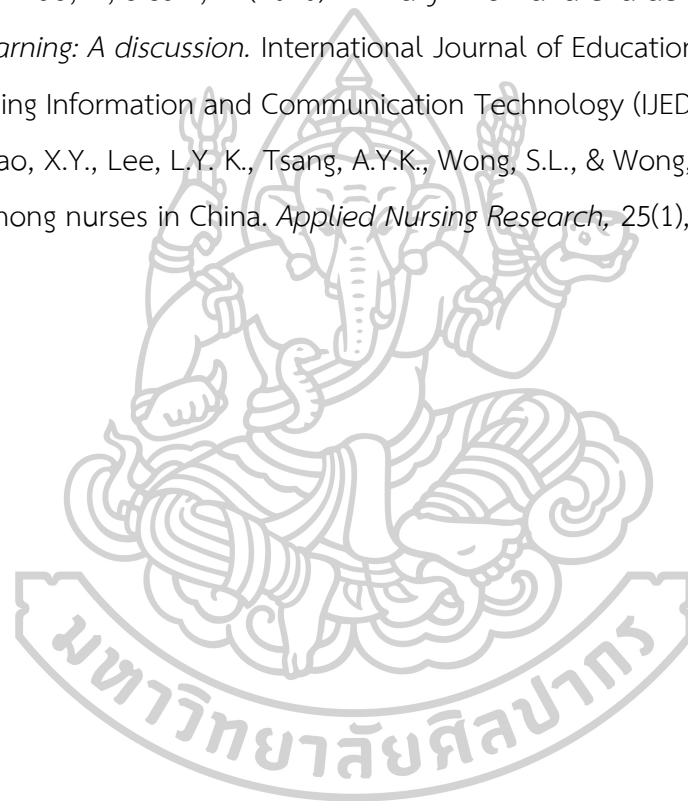 arning: A discussion. International Journal of Education
ing Information and Communication Technology (IJED
ao, X.Y., Lee, L.Y. K., Tsang, A.Y.K., Wong, S.L., & Wong,
nong nurses in China. Applied Nursing Research, 25(1),
มหาวิทยาลัยศิลปากร